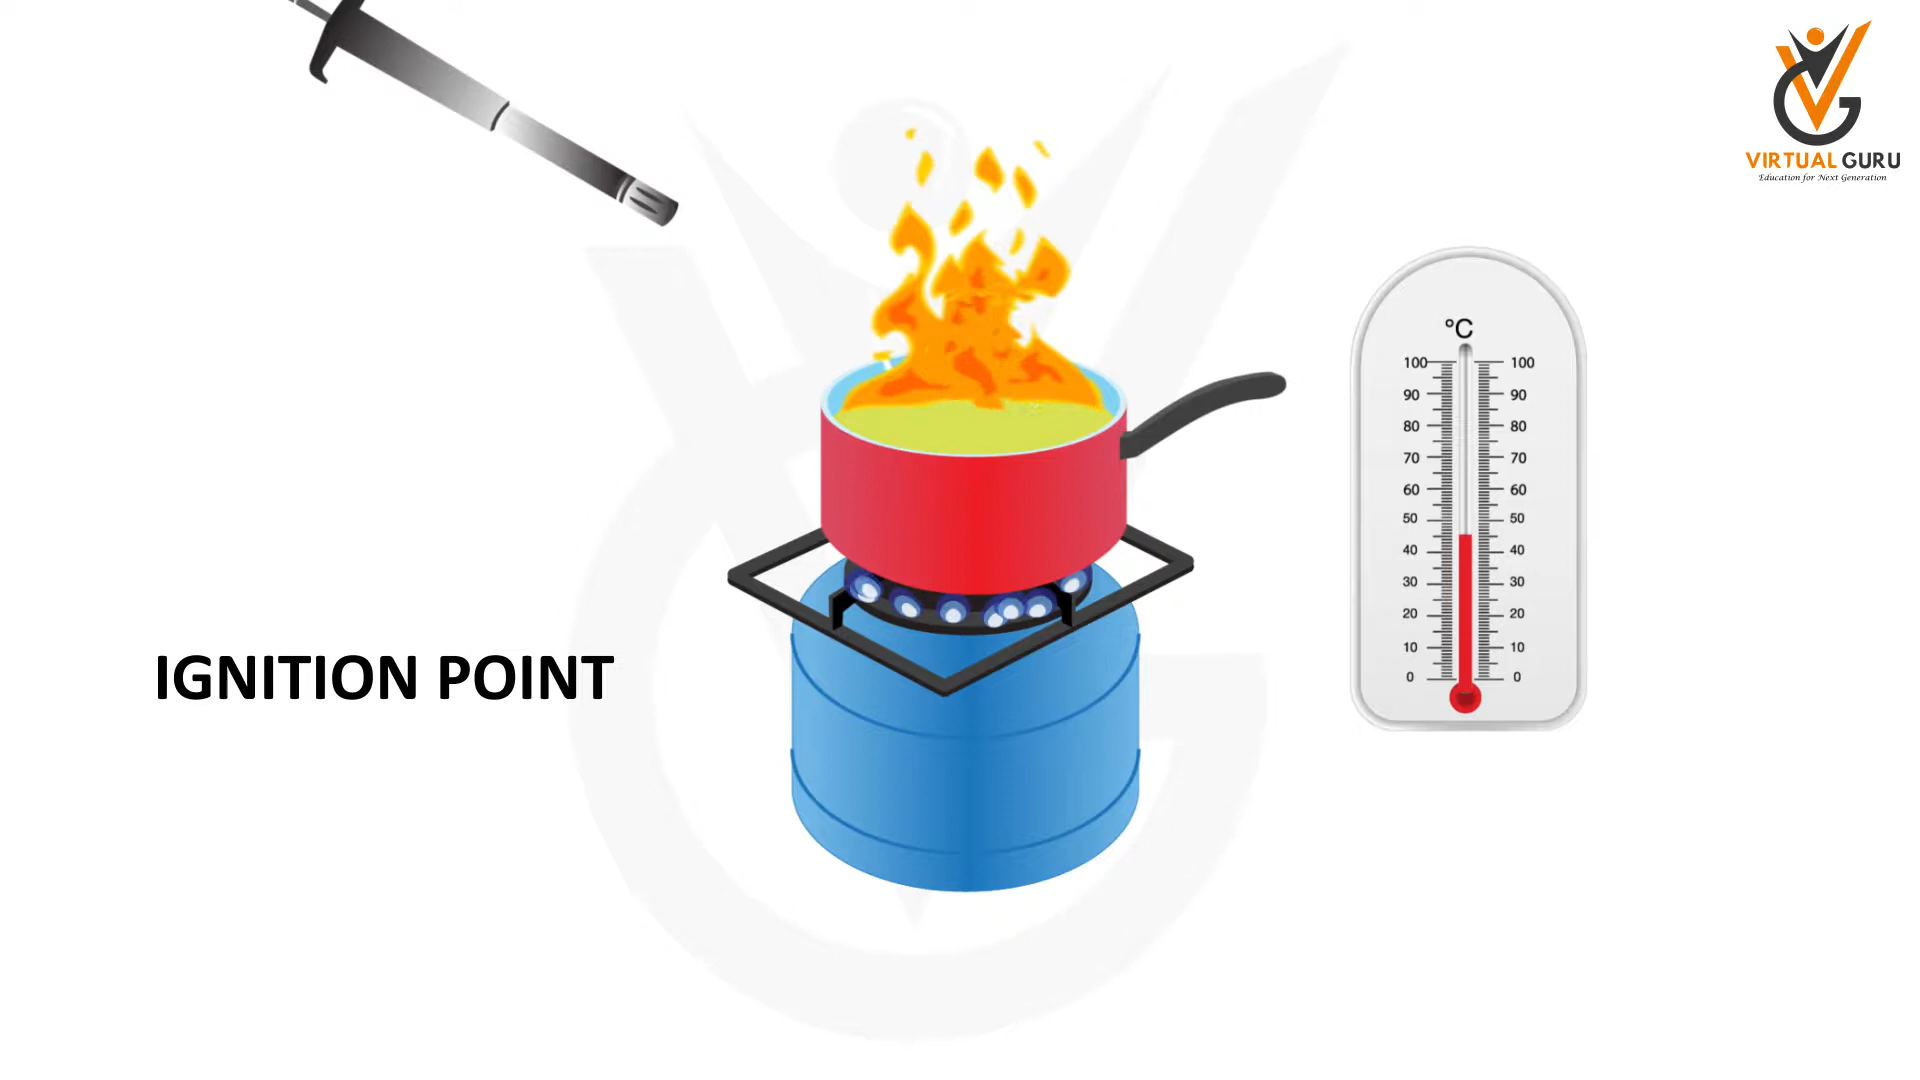 VIRTUAL GURU
Education for Next Generation
°C
100 100
90 90
80 80
70 70
60 60
50 50
40 40
30 30
20 20
10 10
0 0
IGNITION POINT